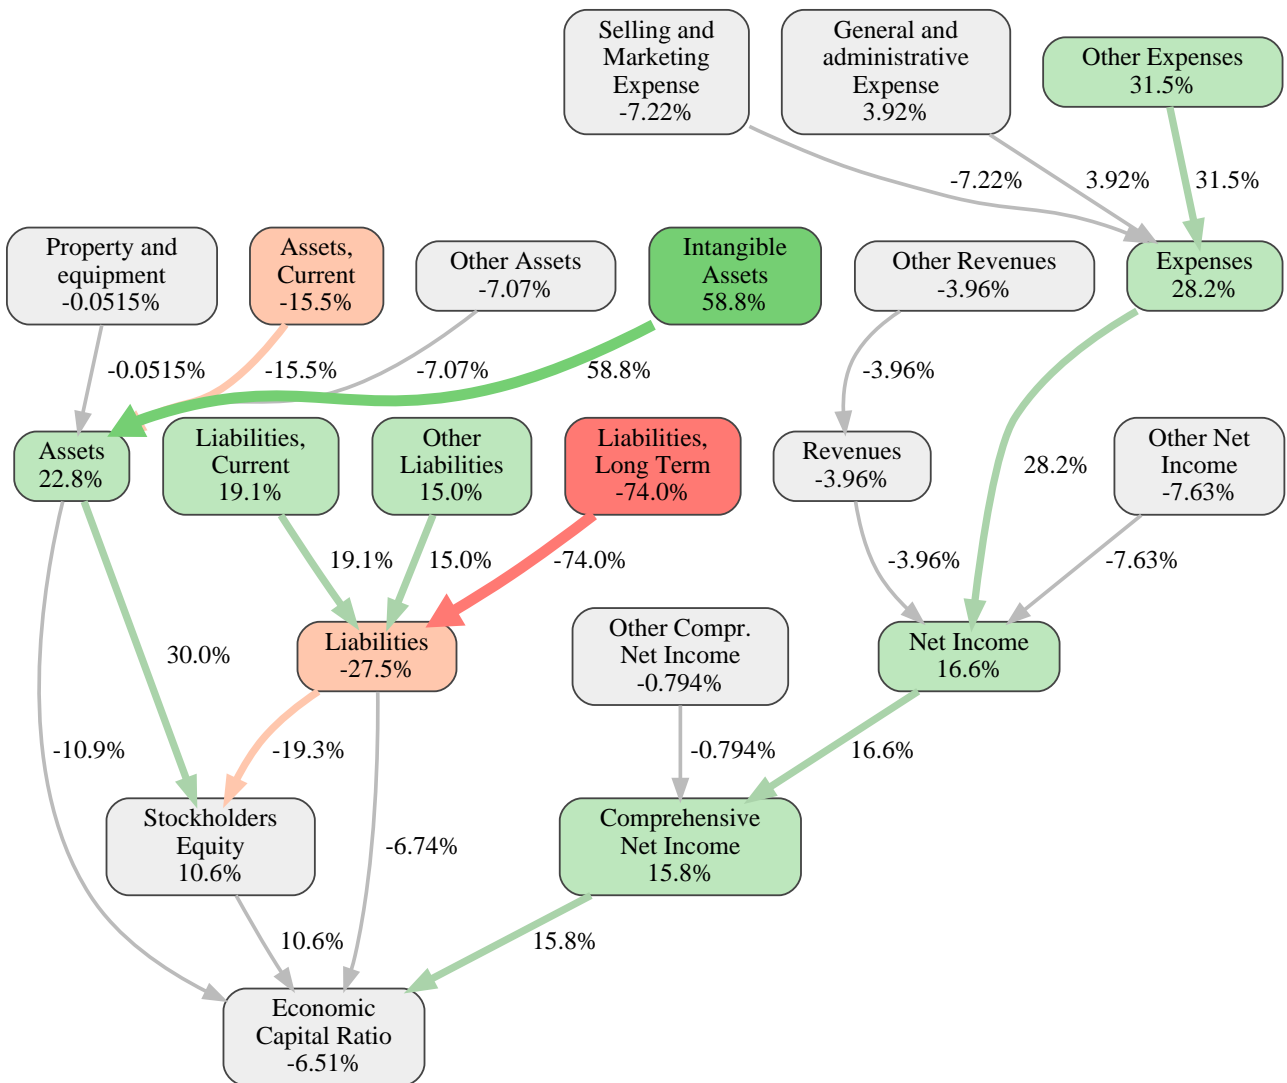 Selling and
Marketing
Expense
-7.22%
General and
administrative
Expense
3.92%
Other Expenses
31.5%
-7.22%
3.92%
31.5%
Property and
equipment
-0.0515%
Assets,
Current
-15.5%
Other Assets
-7.07%
Intangible
Assets
58.8%
Other Revenues
-3.96%
Expenses
28.2%
-0.0515%
-15.5%
-7.07%
58.8%
-3.96%
28.2%
Assets
22.8%
Liabilities,
Current
19.1%
Other
Liabilities
15.0%
Liabilities,
Long Term
-74.0%
Revenues
-3.96%
Other Net
Income
-7.63%
19.1%
15.0%
-74.0%
-3.96%
-7.63%
30.0%
Liabilities
-27.5%
Other Compr.
Net Income
-0.794%
Net Income
16.6%
-10.9%
-19.3%
-6.74%
-0.794%
16.6%
Stockholders
Equity
10.6%
Comprehensive
Net Income
15.8%
10.6%
15.8%
Economic
Capital Ratio
-6.51%